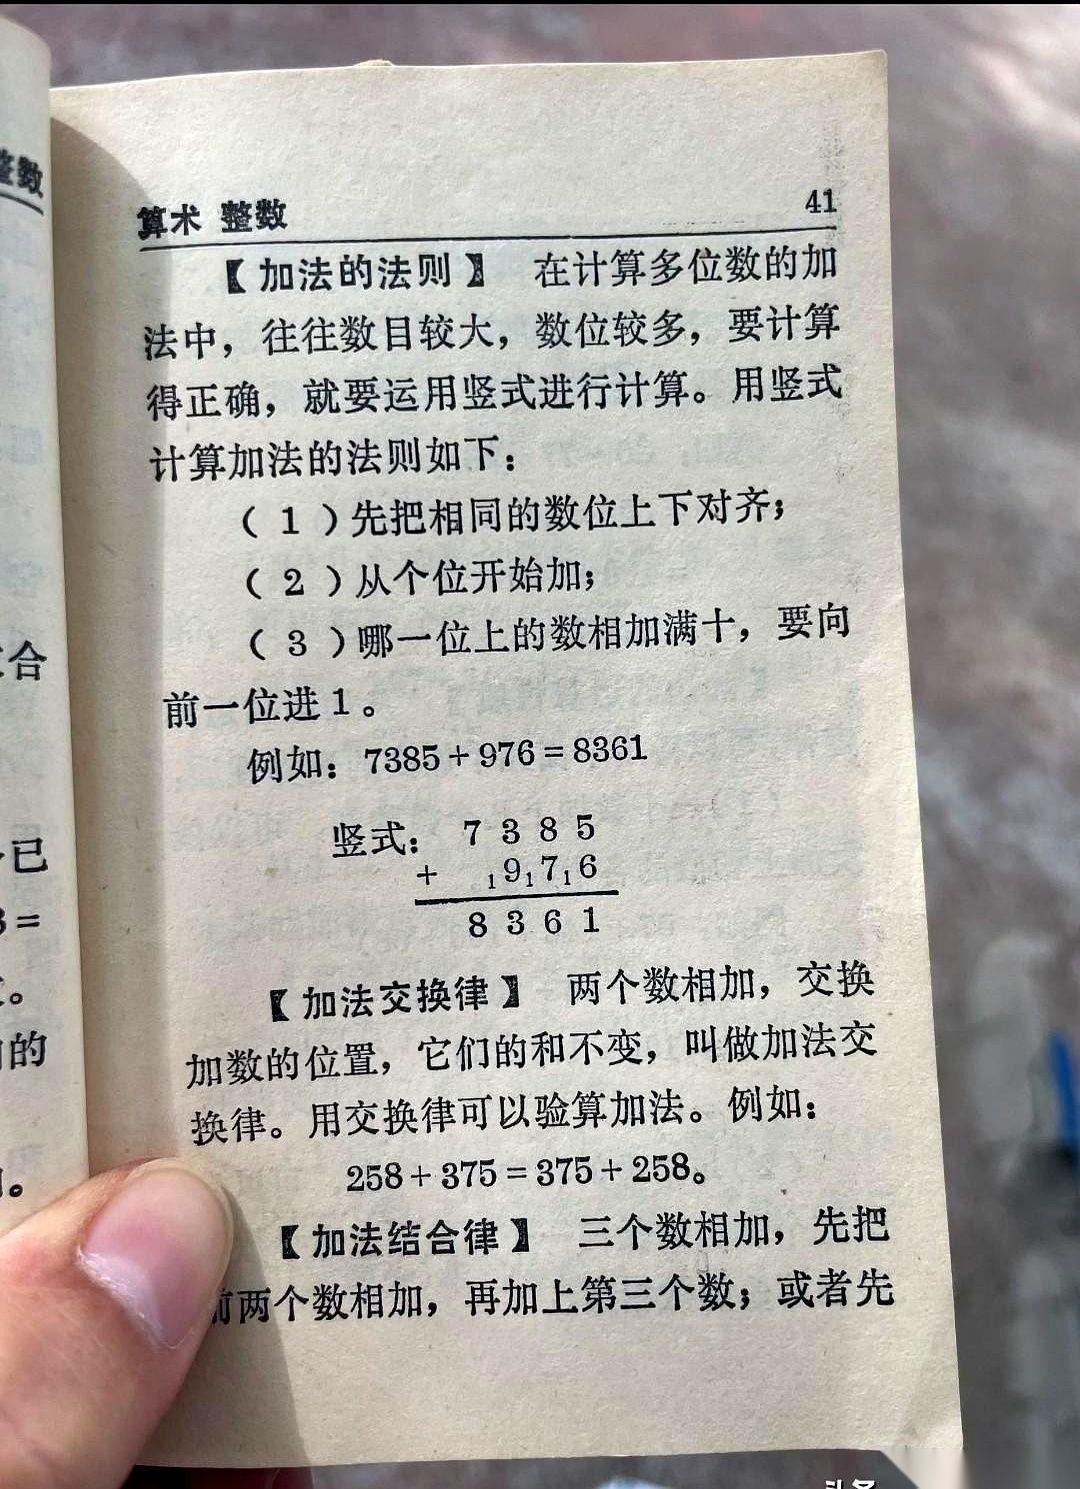 整数
合
已
3=
。
的
。
算术 整数 41
【加法的法则】 在计算多位数的加
法中，往往数目较大，数位较多，要计算
得正确，就要运用竖式进行计算。用竖式
计算加法的法则如下：
（1）先把相同的数位上下对齐；
（2）从个位开始加；
（3）哪一位上的数相加满十，要向
前一位进1。
例如：7385+976=8361
竖式： 7 3 8 5
+ ₁9₁7₁6
8 3 6 1
【加法交换律】 两个数相加，交换
加数的位置，它们的和不变，叫做加法交
换律。用交换律可以验算加法。例如：
258+375=375+258。
【加法结合律】 三个数相加，先把
前两个数相加，再加上第三个数；或者先